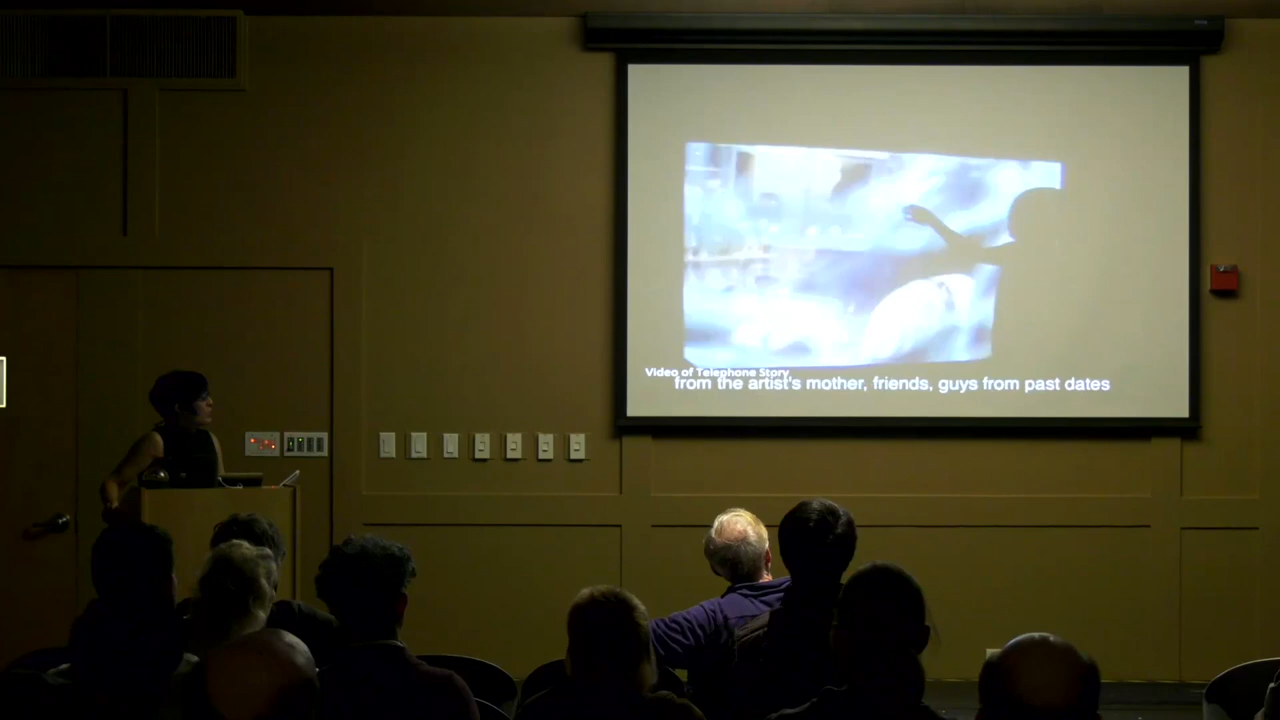 Video of Telephone Story
from the artist's mother, friends, guys from past dates